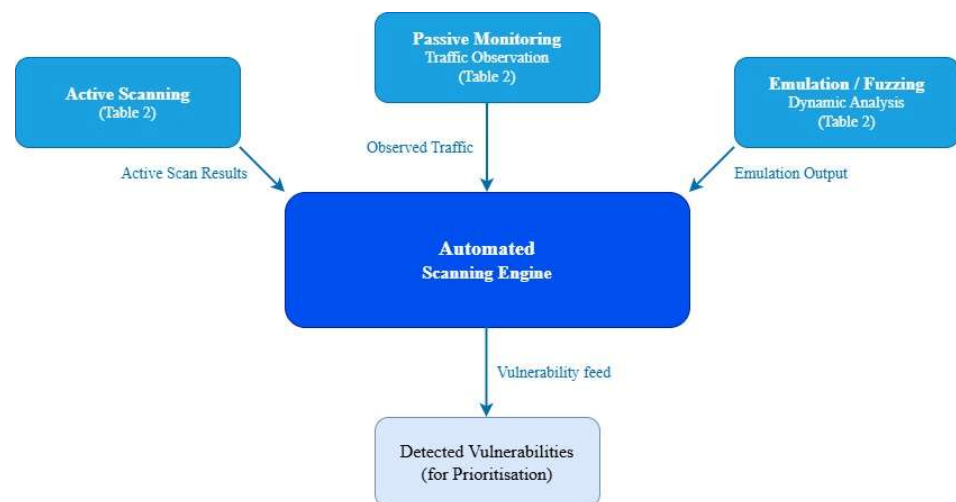 Passive Monitoring
Traffic Observation
(Table 2)
Active Scanning
(Table 2)
Emulation / Fuzzing
Dynamic Analysis
(Table 2)
Observed Traffic
Active Scan Results
Emulation Output
Automated
Scanning Engine
Vulnerability feed
Detected Vulnerabilities
(for Prioritisation)